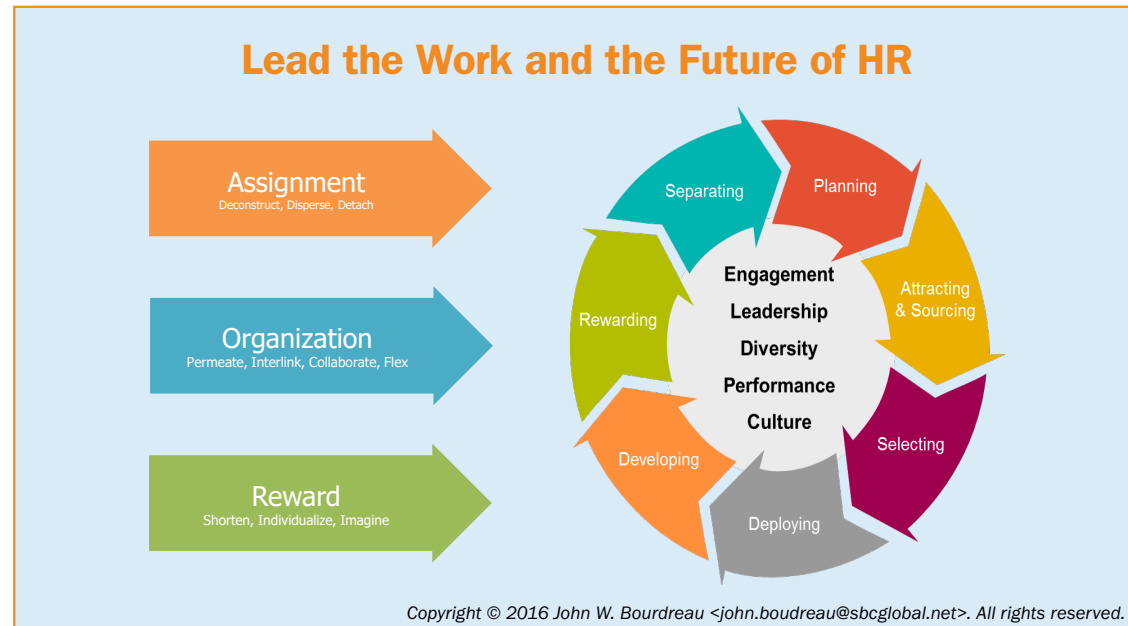 Lead the Work and the Future of HR
Assignment
Deconstruct, Disperse, Detach
Organization
Permeate, Interlink, Collaborate, Flex
Reward
Shorten, Individualize, Imagine
Planning
Attracting
& Sourcing
Selecting
Deploying
Developing
Rewarding
Separating
Engagement
Leadership
Diversity
Performance
Culture
Copyright © 2016 John W. Bourdreau <john.boudreau@sbcglobal.net>. All rights reserved.